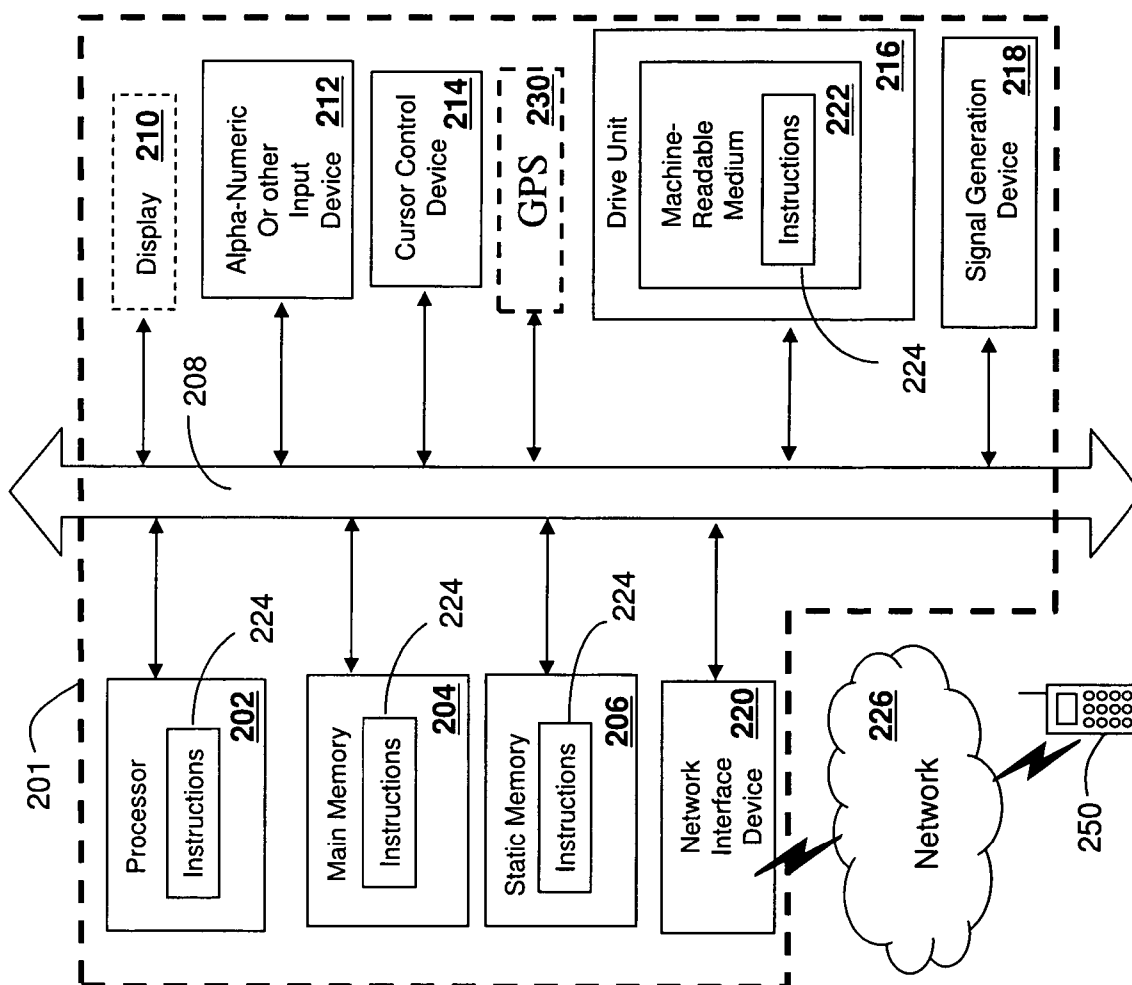 201
Processor
Instructions
202
224
Main Memory
Instructions
204
224
Static Memory
Instructions
206
224
Network
Interface
Device
220
208
Display
210
Alpha-Numeric
Or other
Input
Device
212
Cursor Control
Device
214
GPS
230
Drive Unit
Machine-
Readable
Medium
Instructions
222
216
224
Signal Generation
Device
218
Network
226
250